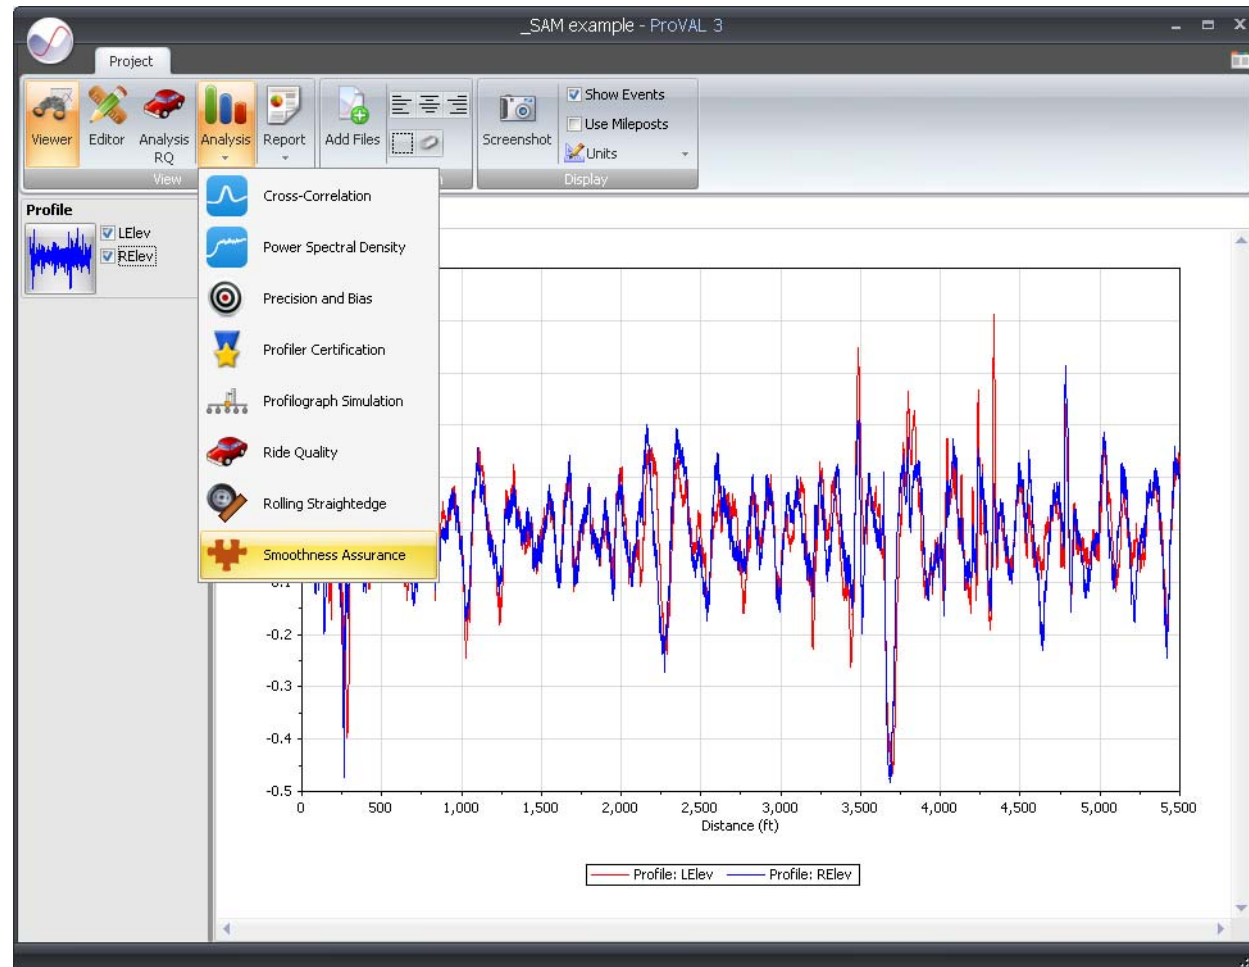 _SAM example - ProVAL 3
Project
Viewer
Editor
Analysis
RQ
Analysis
Report
Add Files
Screenshot
Show Events
Use Mileposts
Units
View
Display
Profile
LElev
RElev
Cross-Correlation
Power Spectral Density
Precision and Bias
Profiler Certification
Profilograph Simulation
Ride Quality
Rolling Straightedge
Smoothness Assurance
-0.1
-0.2
-0.3
-0.4
-0.5
0 500 1,000 1,500 2,000 2,500 3,000 3,500 4,000 4,500 5,000 5,500
Distance (ft)
Profile: LElev Profile: RElev